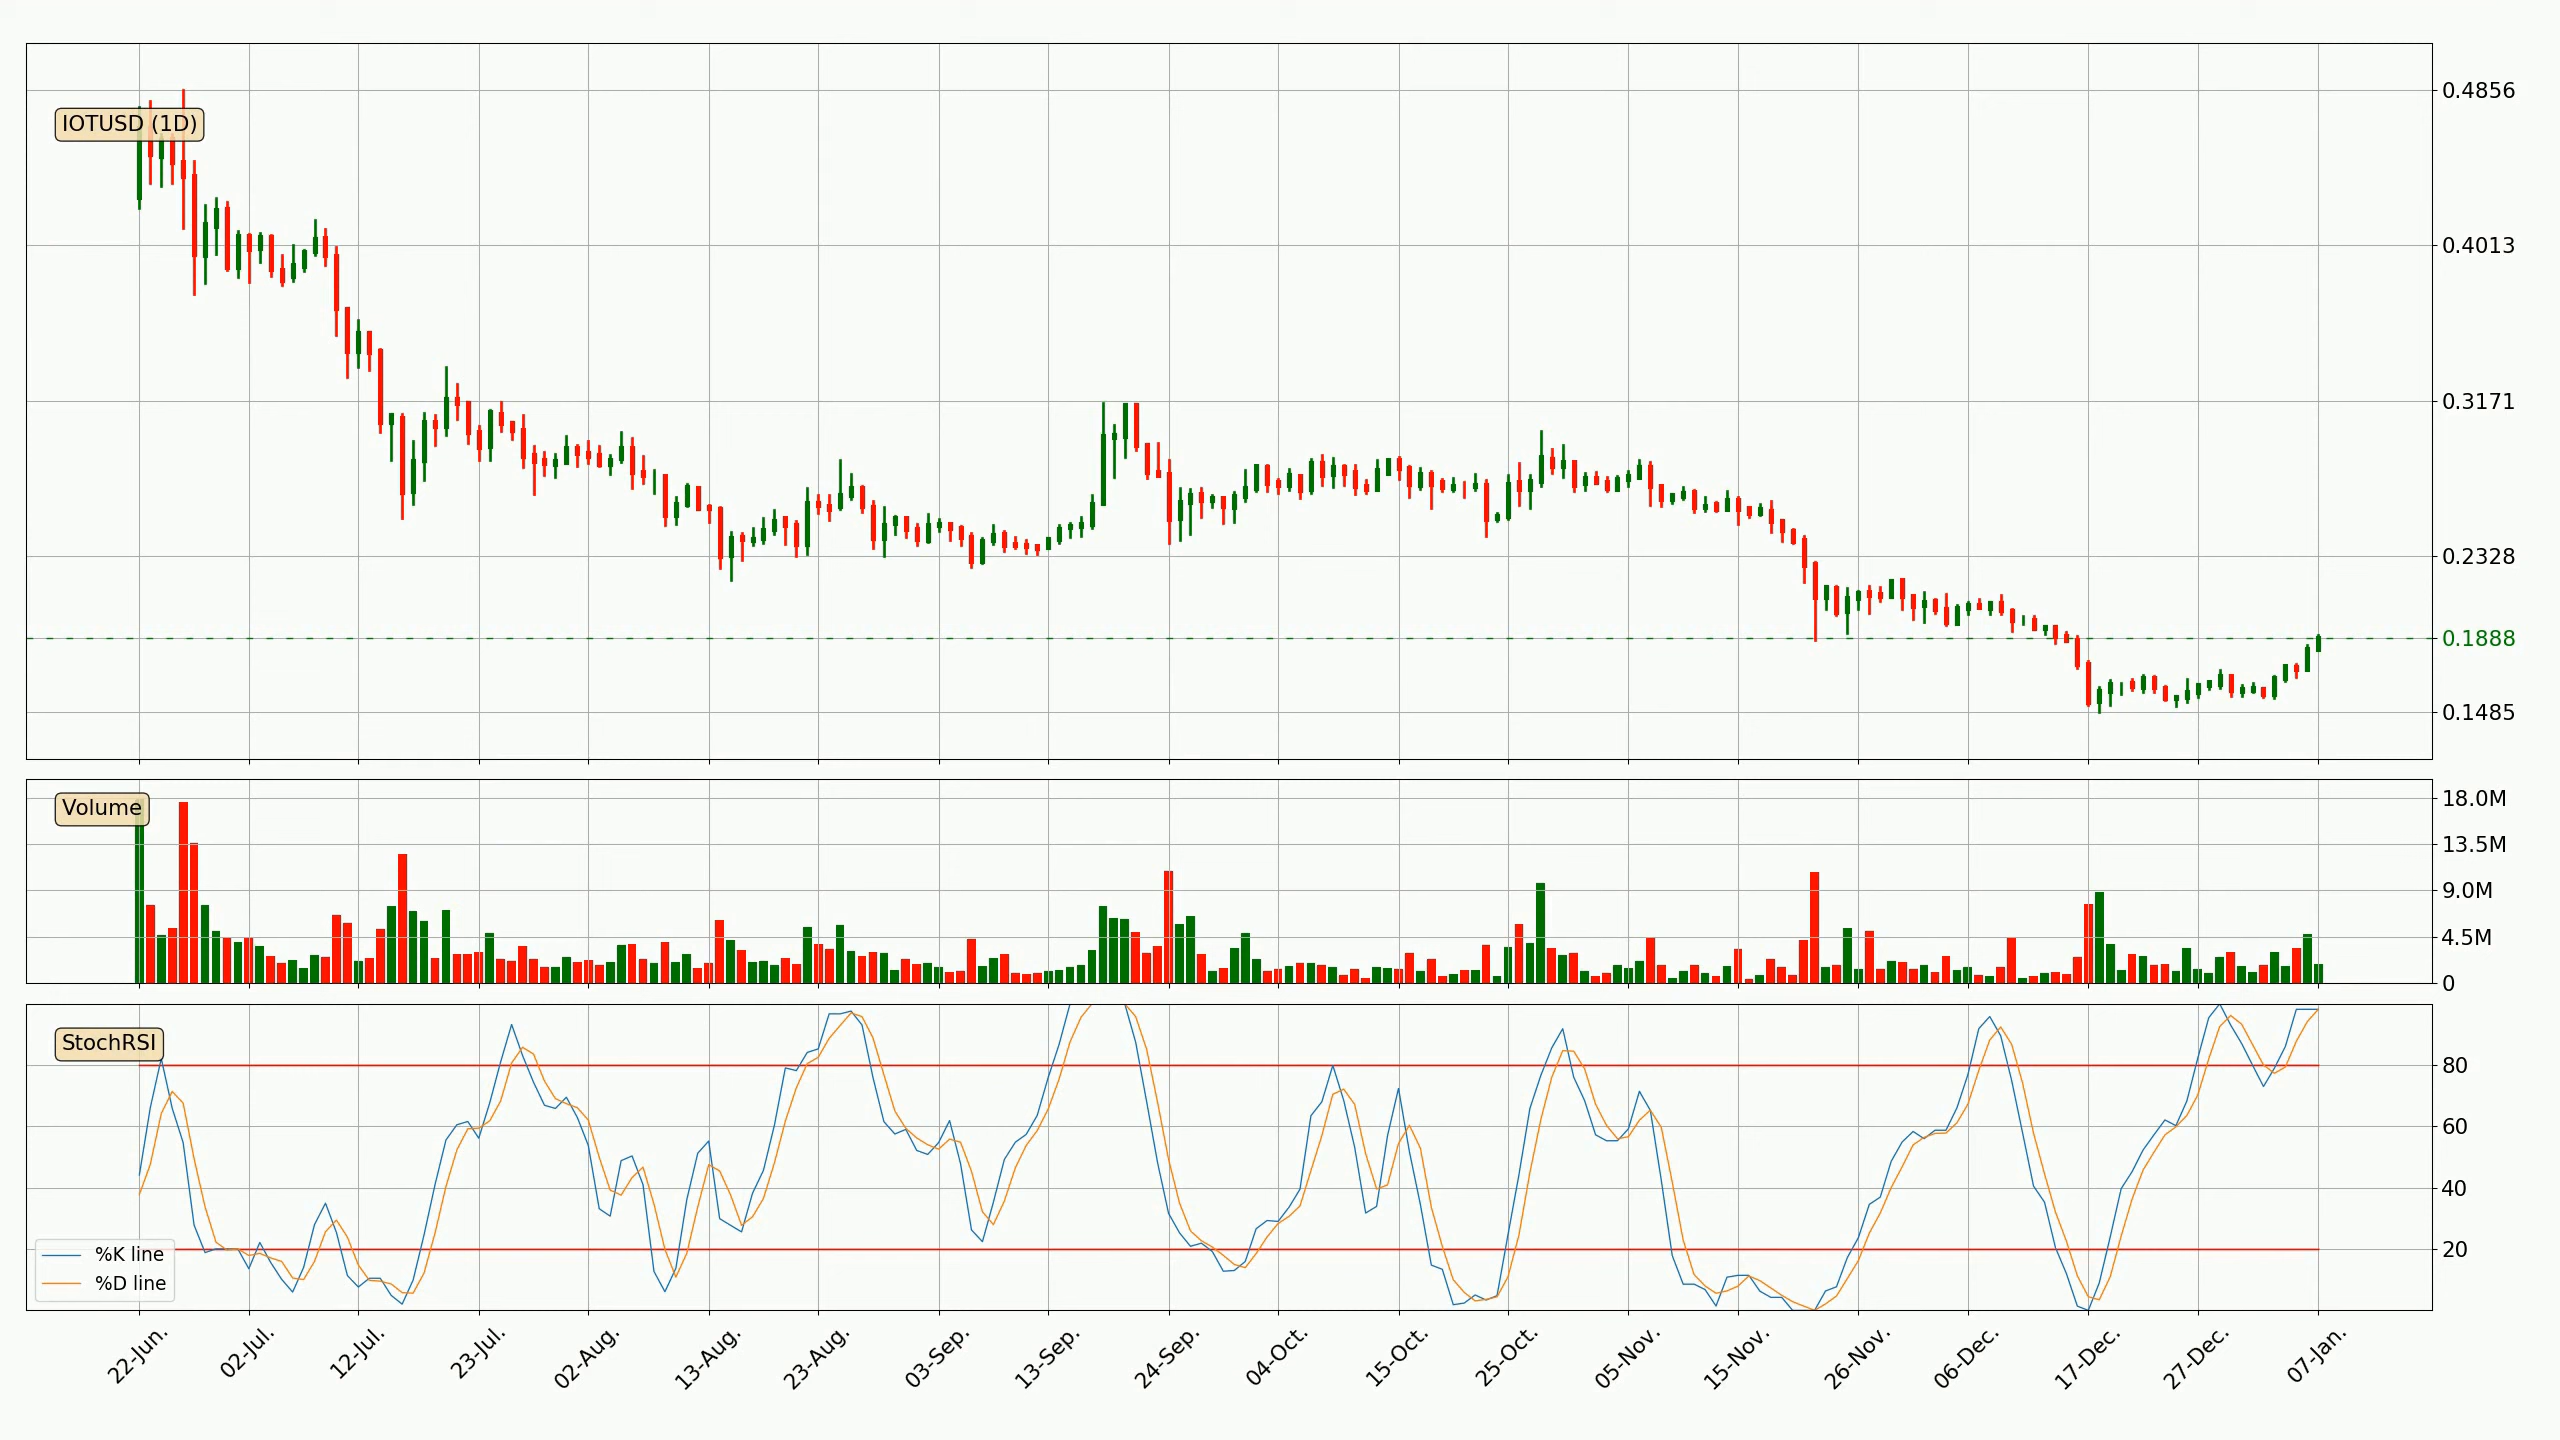 IOTUSD (1D)
0.4856
0.4013
0.3171
0.2328
0.1888
0.1485
Volume
18.0M
13.5M
9.0M
4.5M
0
StochRSI
80
60
40
20
%K line
%D line
22-Jun.
02-Jul.
12-Jul.
23-Jul.
02-Aug.
13-Aug.
23-Aug.
03-Sep.
13-Sep.
24-Sep.
04-Oct.
15-Oct.
25-Oct.
05-Nov.
15-Nov.
26-Nov.
06-Dec.
17-Dec.
27-Dec.
07-Jan.